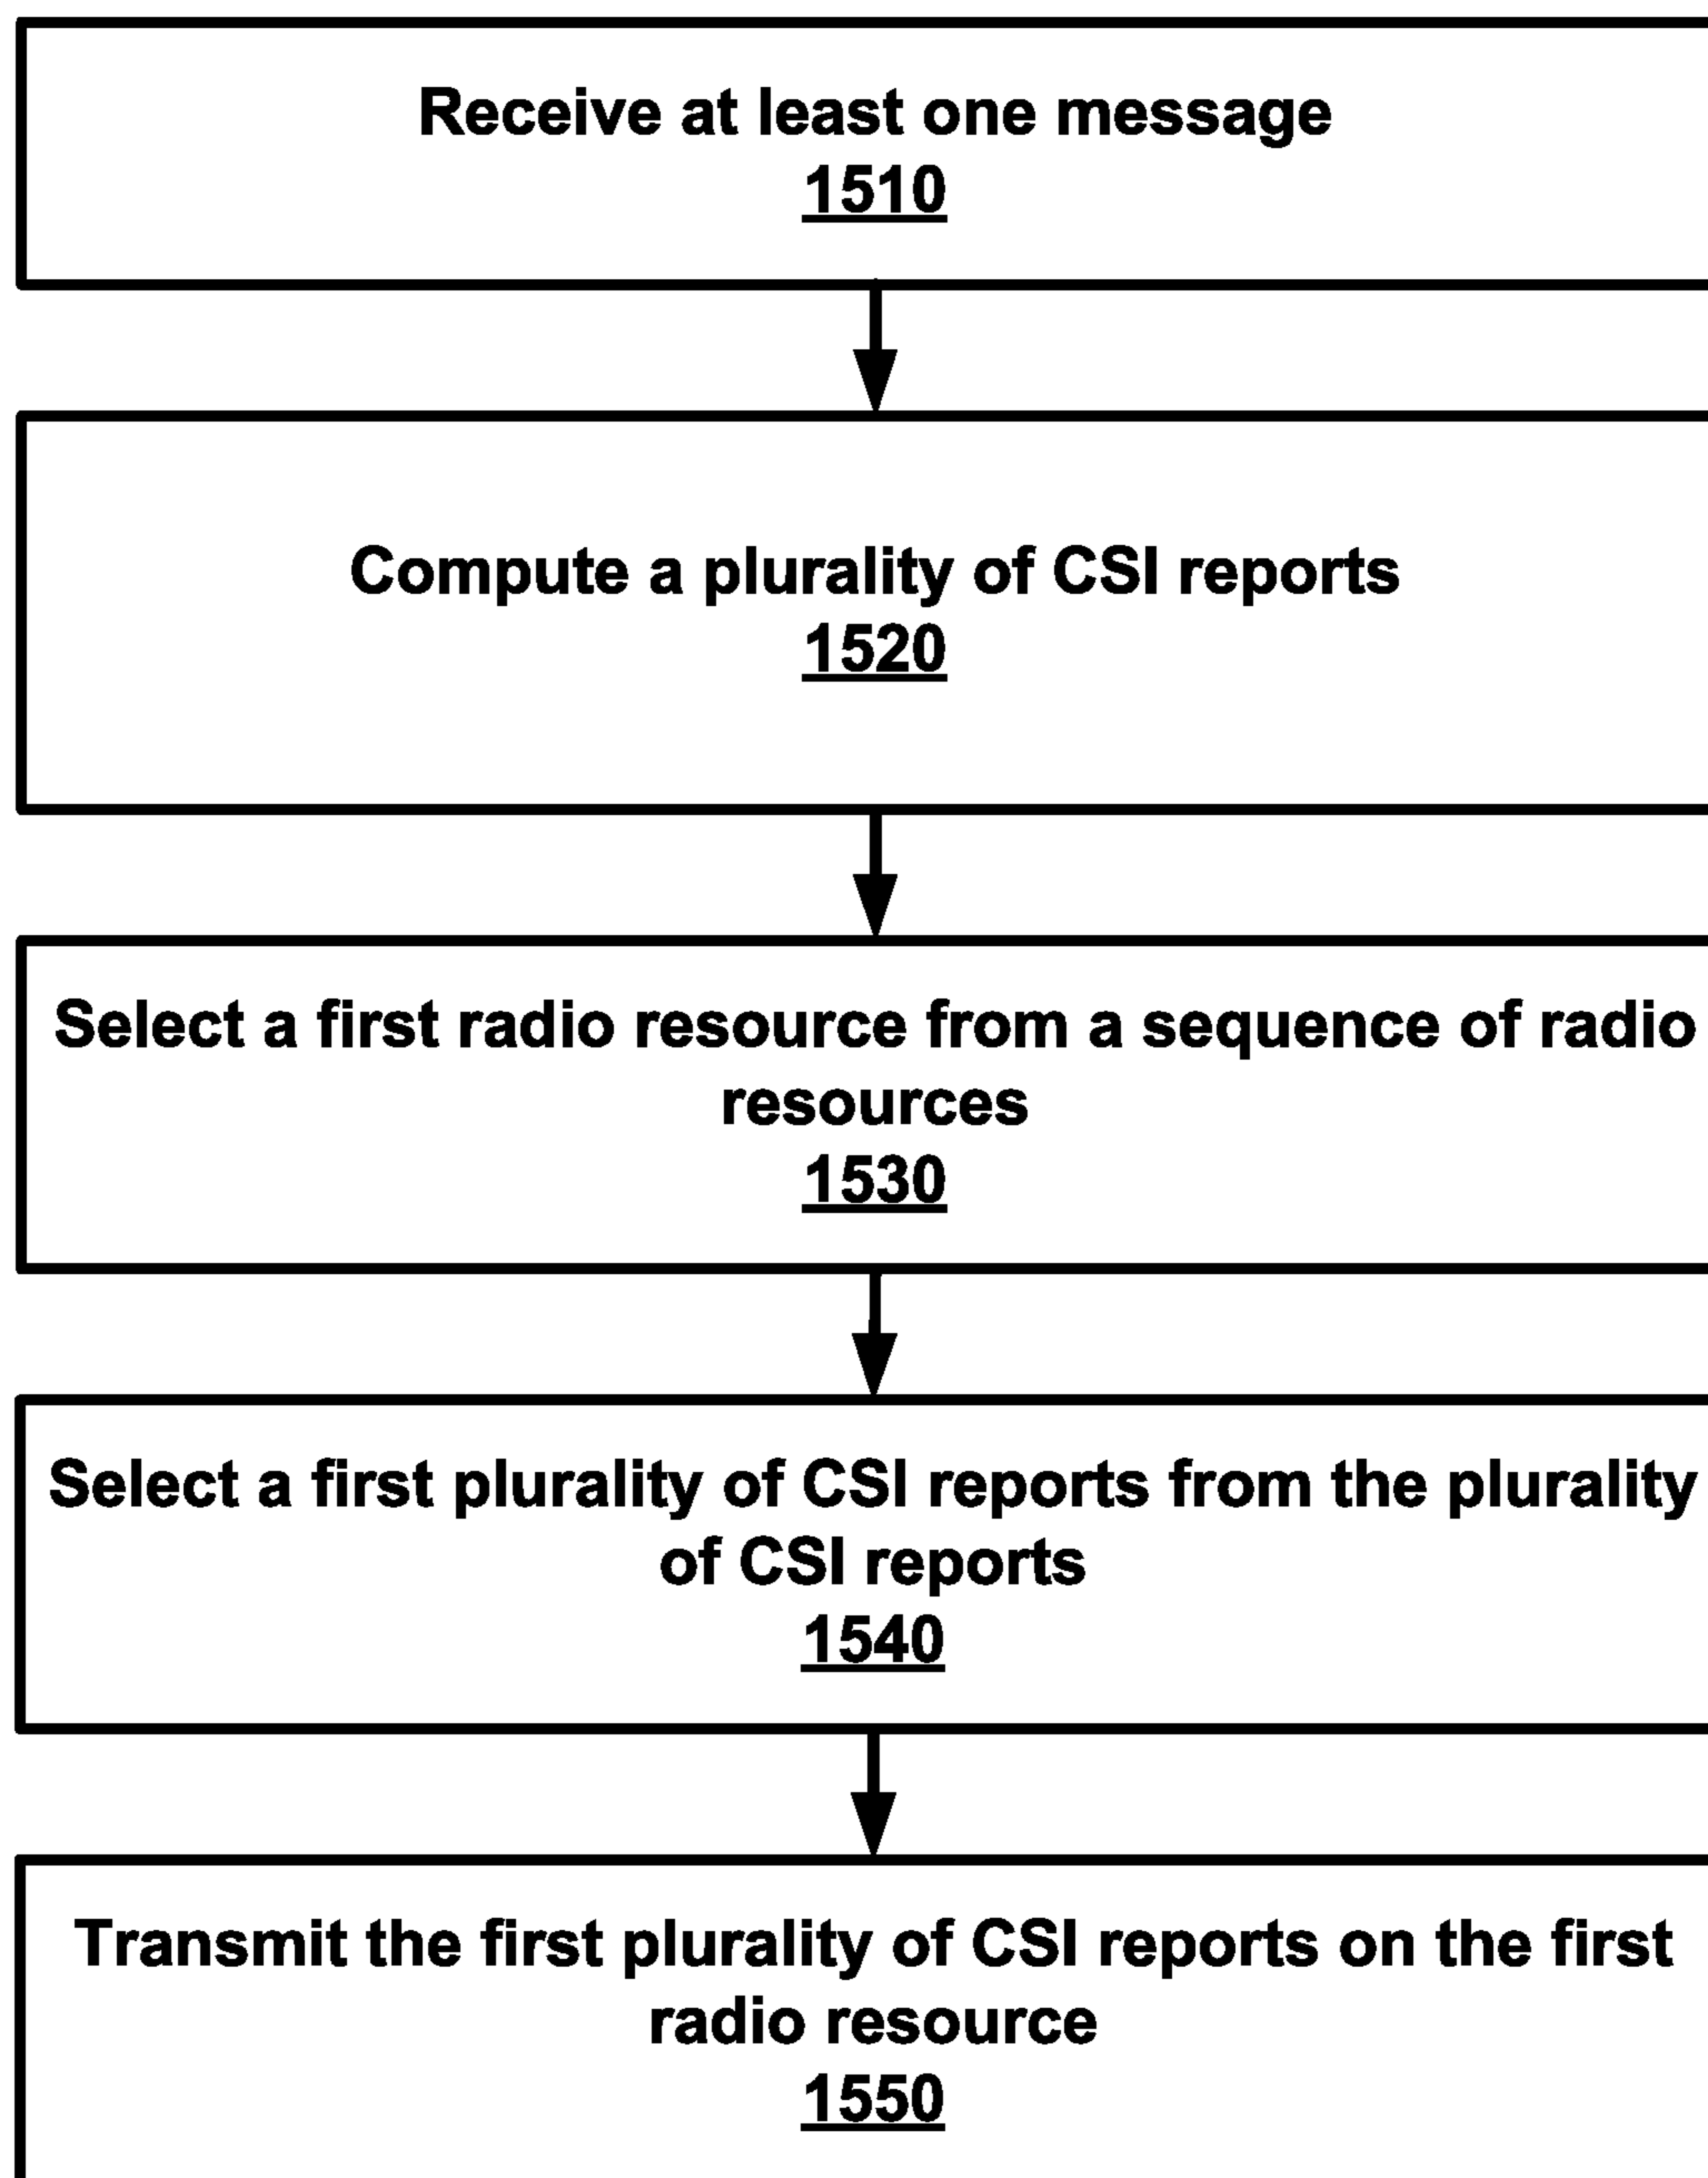 Receive at least one message
1510
Compute a plurality of CSI reports
1520
Select a first radio resource from a sequence of radio
resources
1530
Select a first plurality of CSI reports from the plurality
of CSI reports
1540
Transmit the first plurality of CSI reports on the first
radio resource
1550